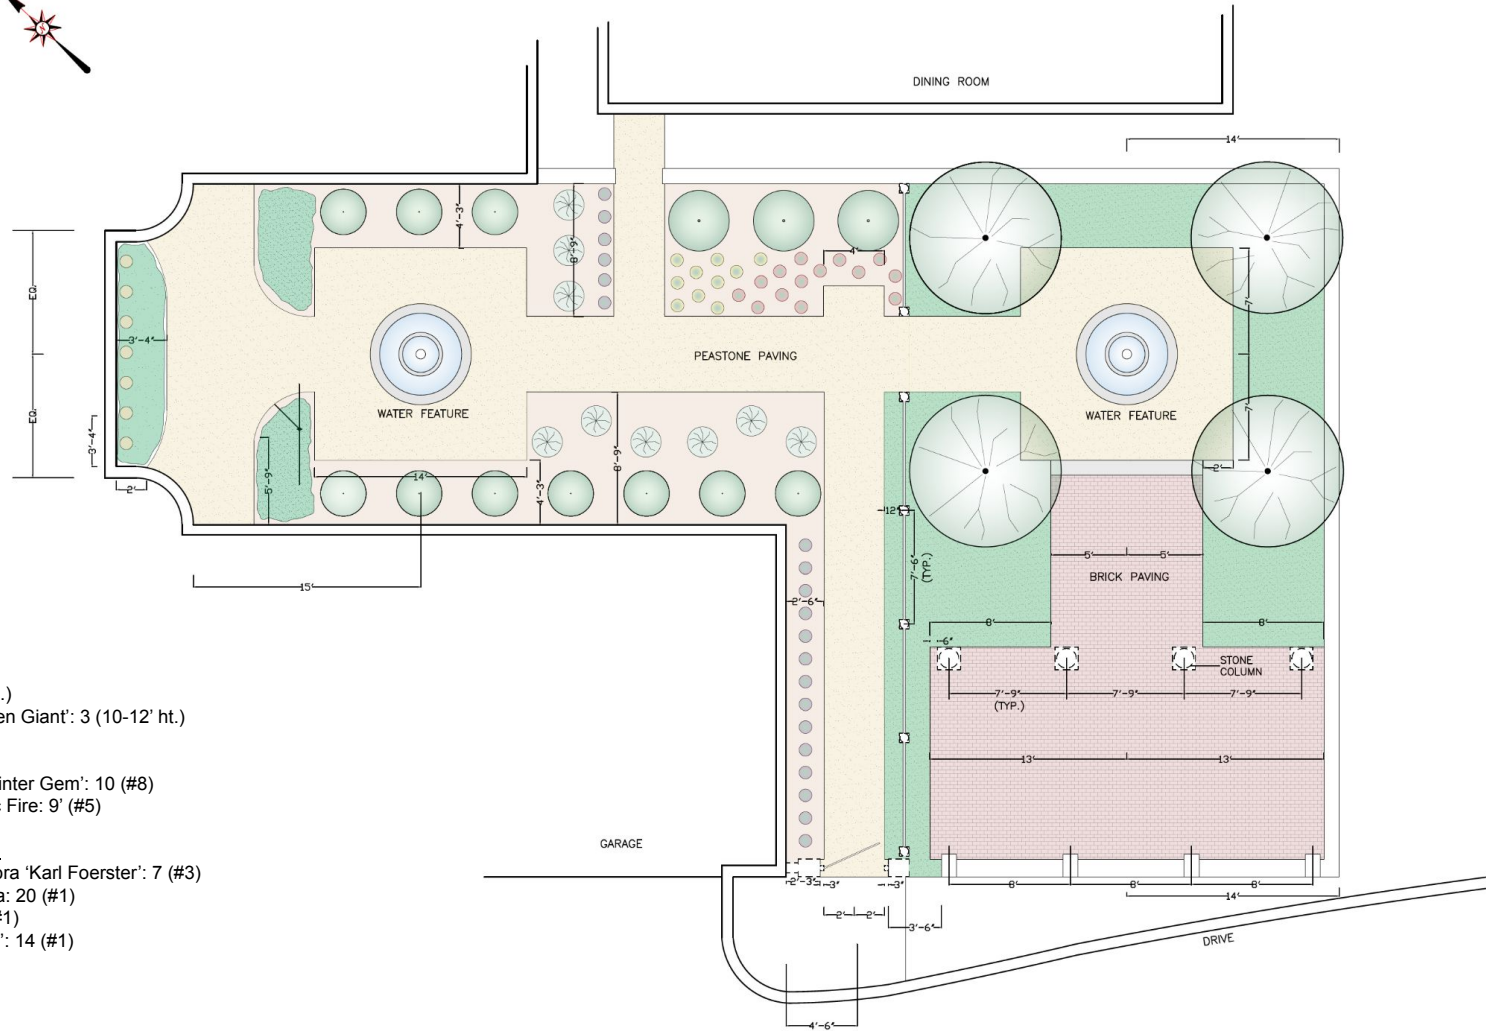 DINING ROOM
14'
EQ.
EQ.
4'-3"
8'-9"
4'
7'
7'
3'-4"
3'-4"
2'
5'-9"
PEASTONE PAVING
WATER FEATURE
WATER FEATURE
14'
4'-3"
8'-9"
2'
12"
7'-6"
(TYP.)
5'
5'
BRICK PAVING
15'
2'-6"
8'
8'
6"
STONE
COLUMN
7'-9"
7'-9"
7'-9"
(TYP.)
13'
13'
.)
en Giant’: 3 (10-12’ ht.)
inter Gem’: 10 (#8)
c Fire: 9’ (#5)
ora ‘Karl Foerster’: 7 (#3)
a: 20 (#1)
#1)
’: 14 (#1)
GARAGE
2'-3"
3"
3"
8'
8'
8'
14'
2'
2'
3'-6"
DRIVE
4'-6"